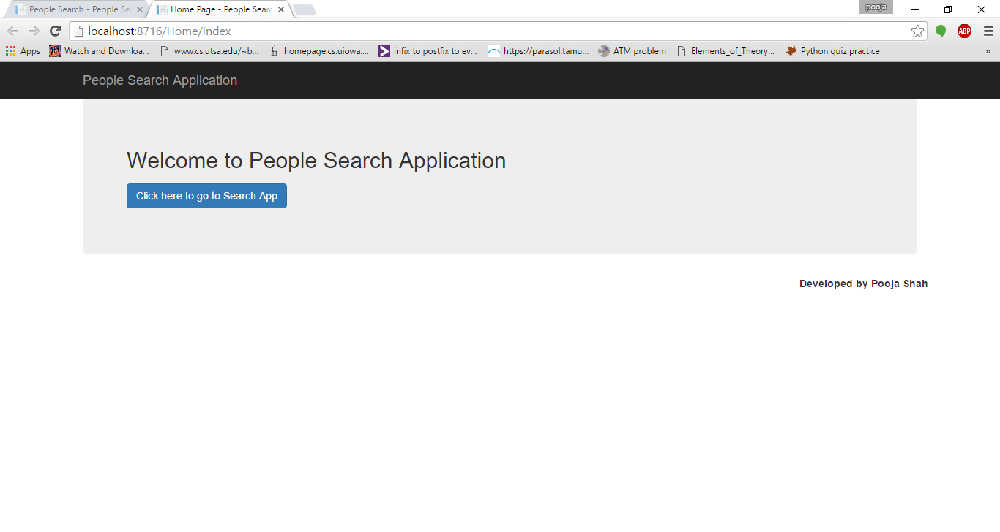 People Search - People Se
Home Page - People Searc
pooja
localhost:8716/Home/Index
ABP
Apps
Watch and Downloa...
www.cs.utsa.edu/~b...
homepage.cs.uiowa....
infix to postfix to ev...
https://parasol.tamu...
ATM problem
Elements_of_Theory...
Python quiz practice
»
People Search Application
Welcome to People Search Application
Click here to go to Search App
Developed by Pooja Shah